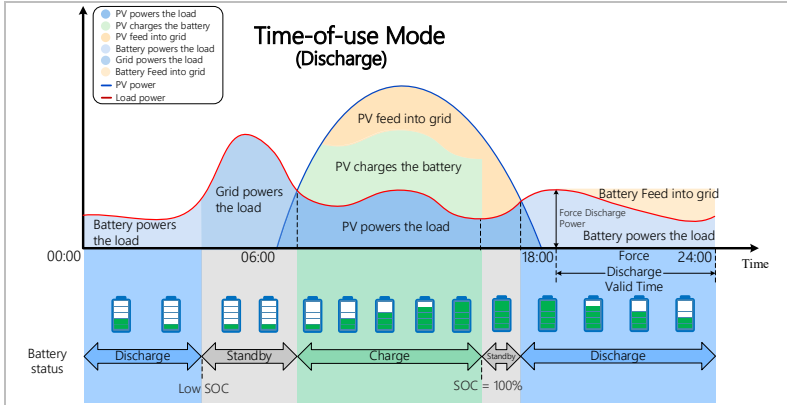 PV powers the load
PV charges the battery
PV feed into grid
Battery powers the load
Grid powers the load
Battery Feed into grid
PV power
Load power
Time-of-use Mode
(Discharge)
PV feed into grid
PV charges the battery
Grid powers
the load
Battery powers
the load
PV powers the load
Battery Feed into grid
Force Discharge
Power
Battery powers the load
00:00
06:00
18:00
Force
Discharge
Valid Time
24:00
Time
Battery
status
Discharge
Standby
Charge
Standby
Discharge
Low SOC
SOC = 100%